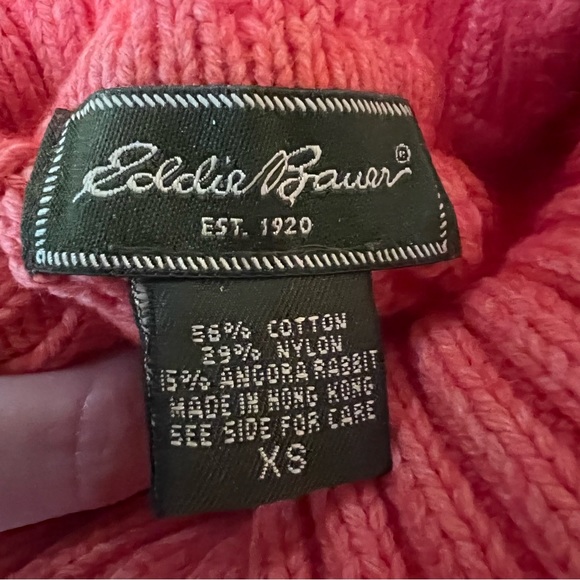 Eddie Bauer®
EST. 1920
56% COTTON
29% NYLON
15% ANGORA RABBIT
MADE IN HONG KONG
SEE SIDE FOR CARE
XS